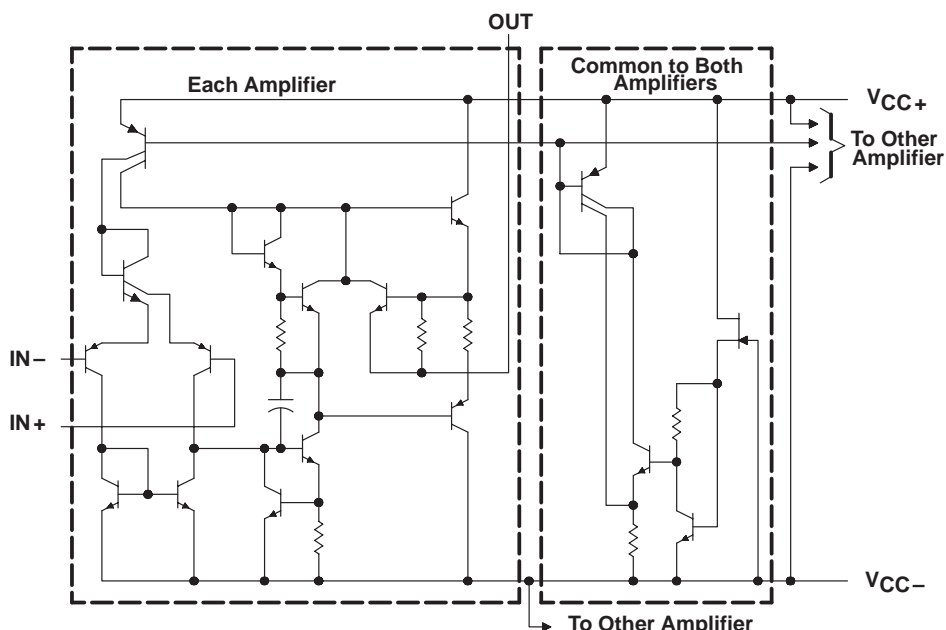 OUT
Each Amplifier
Common to Both
Amplifiers
VCC+
To Other
Amplifier
IN−
IN+
VCC−
To Other Amplifier